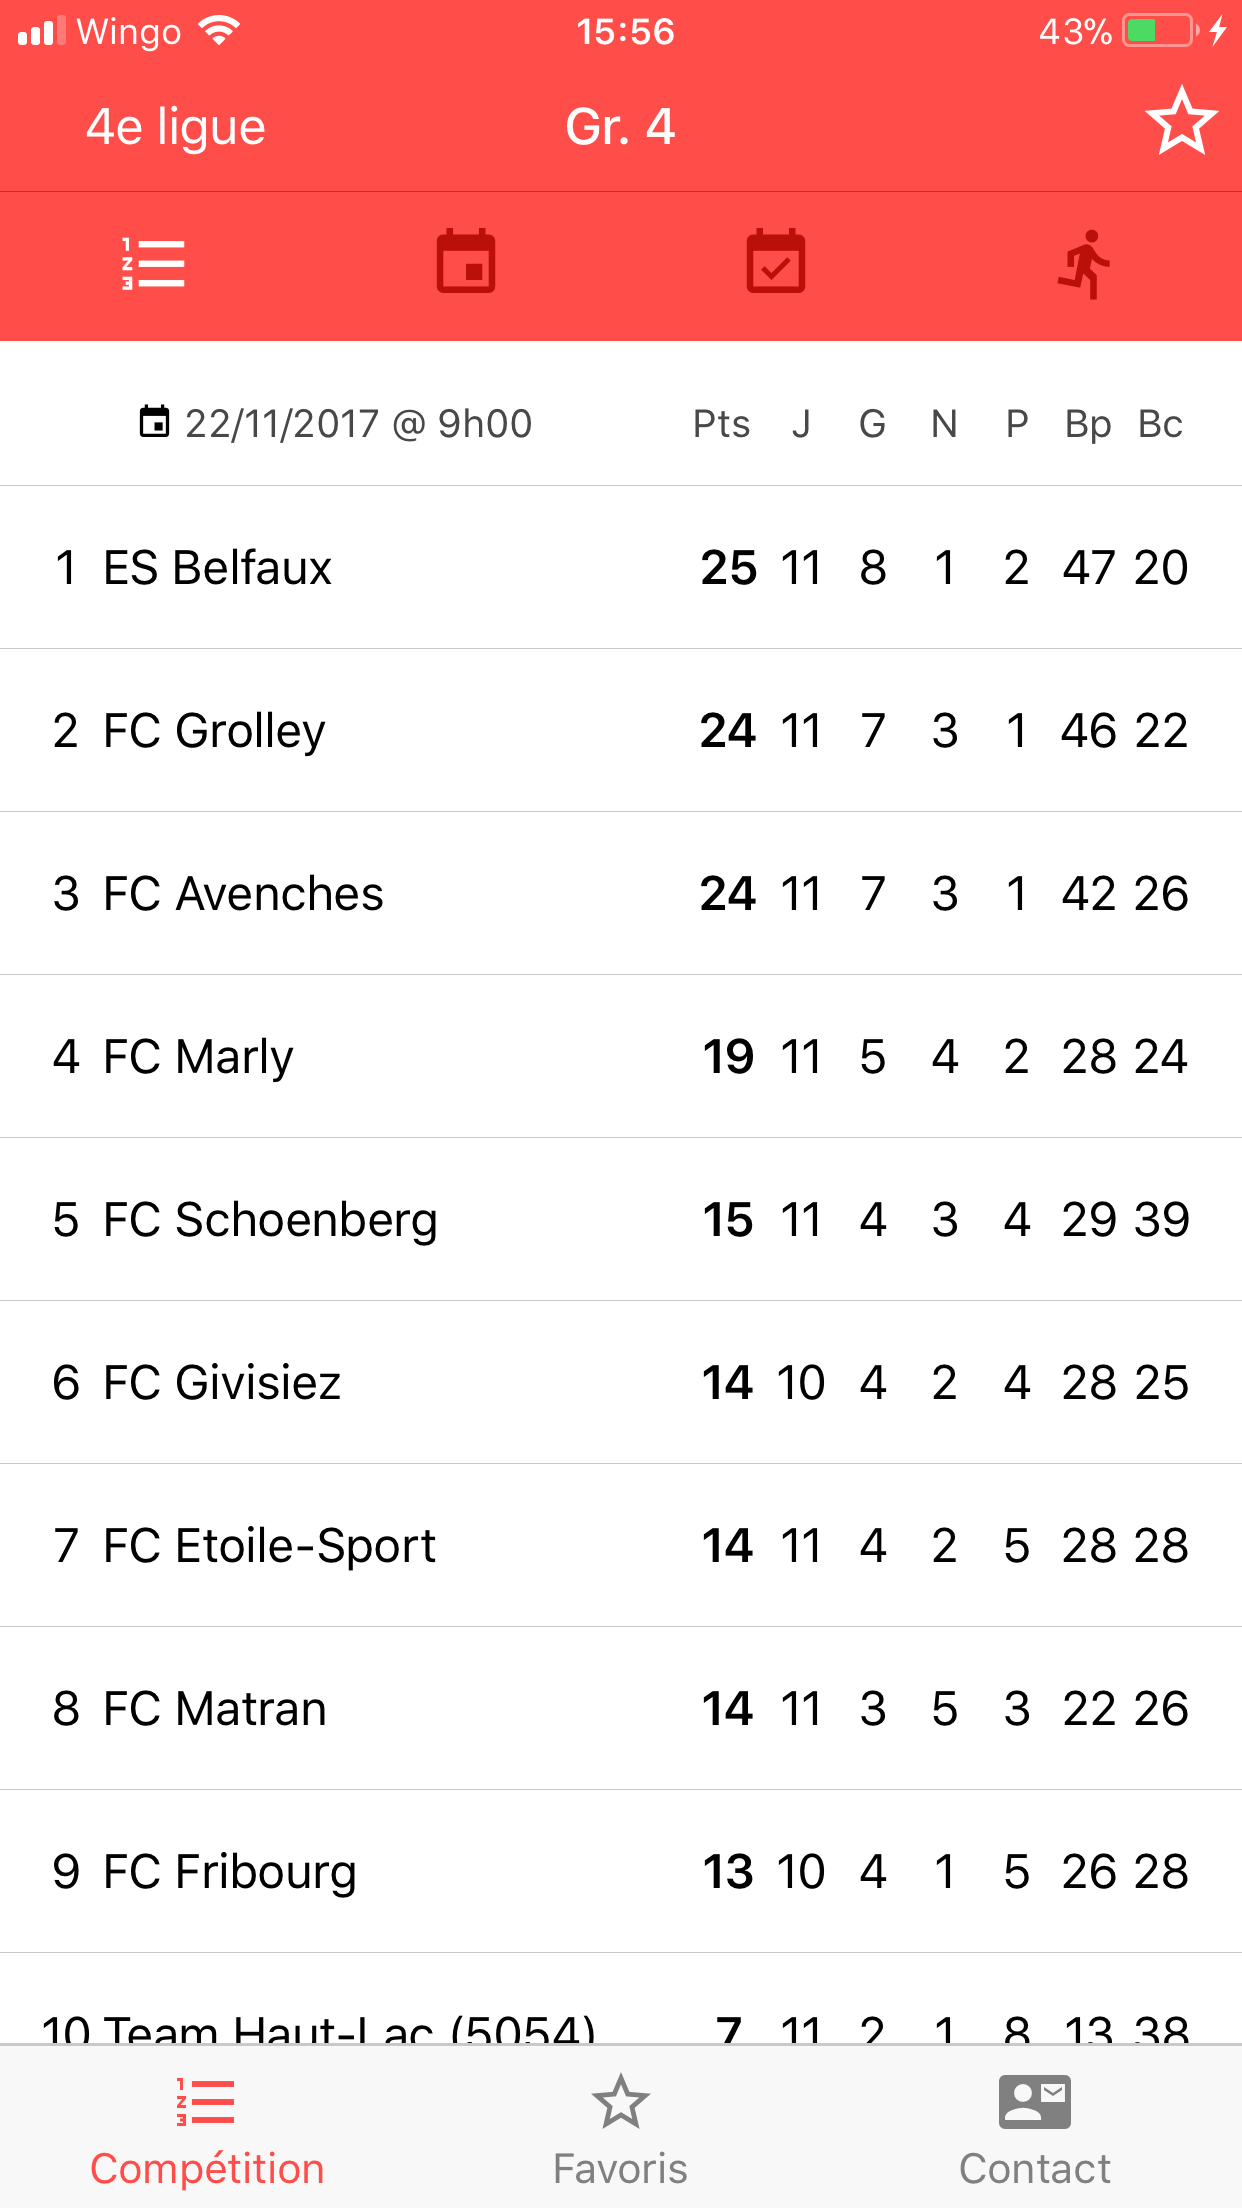 Wingo 15:56 43%
4e ligue Gr. 4
22/11/2017 @ 9h00 Pts J G N P Bp Bc
1 ES Belfaux 25 11 8 1 2 47 20
2 FC Grolley 24 11 7 3 1 46 22
3 FC Avenches 24 11 7 3 1 42 26
4 FC Marly 19 11 5 4 2 28 24
5 FC Schoenberg 15 11 4 3 4 29 39
6 FC Givisiez 14 10 4 2 4 28 25
7 FC Etoile-Sport 14 11 4 2 5 28 28
8 FC Matran 14 11 3 5 3 22 26
9 FC Fribourg 13 10 4 1 5 26 28
10 Team Haut-Lac (5054) 7 11 2 1 8 13 38
Compétition Favoris Contact